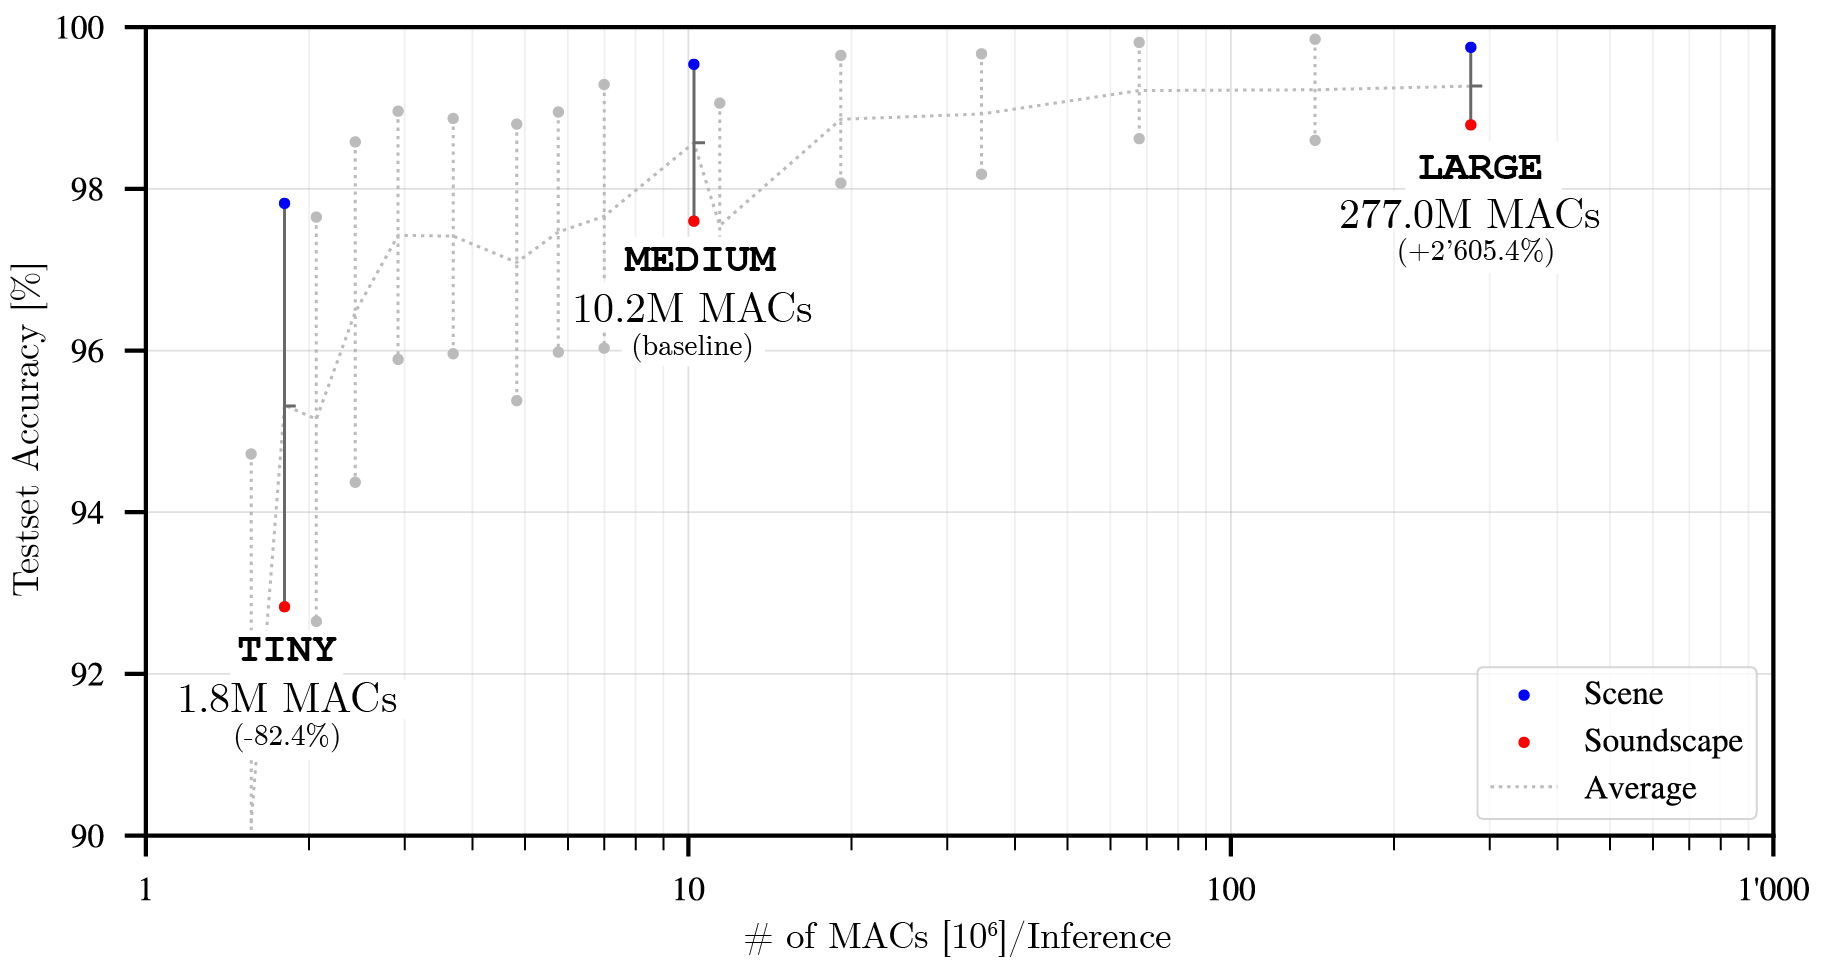 Testset Accuracy [%]
100
98
96
94
92
90
1
10
100
1'000
# of MACs [10⁶]/Inference
TINY
1.8M MACs
(-82.4%)
MEDIUM
10.2M MACs
(baseline)
LARGE
277.0M MACs
(+2’605.4%)
Scene
Soundscape
Average